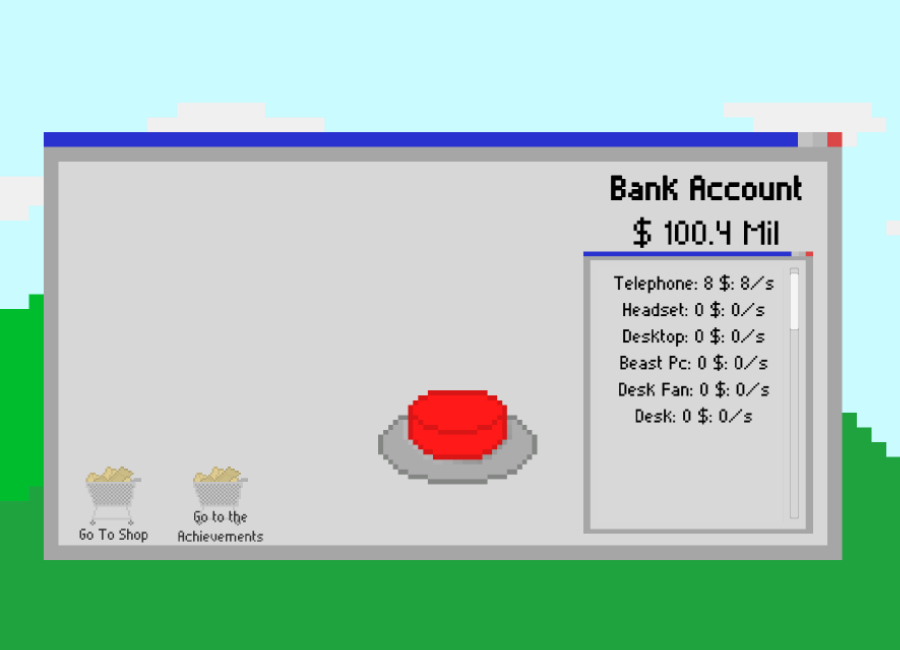 Bank Account
$ 100.4 Mil
Telephone: 8 $: 8/s
Headset: 0 $: 0/s
Desktop: 0 $: 0/s
Beast Pc: 0 $: 0/s
Desk Fan: 0 $: 0/s
Desk: 0 $: 0/s
Go To Shop
Go to the
Achievements